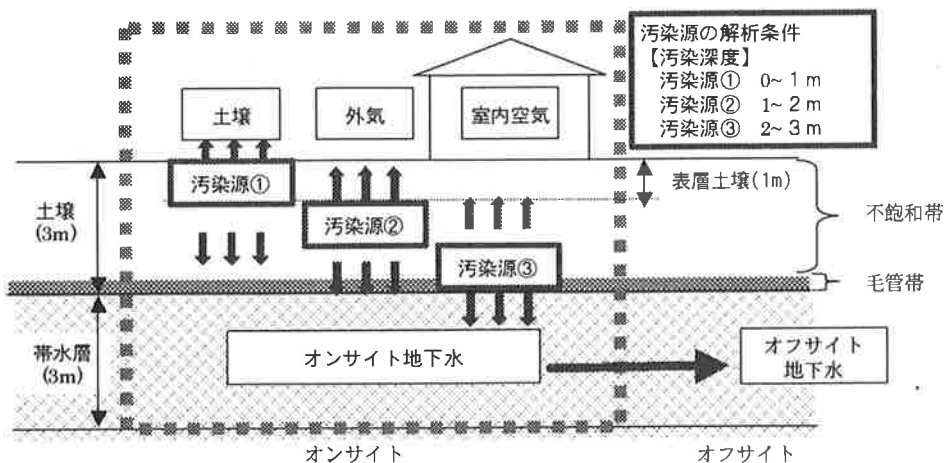 汚染源の解析条件
【汚染深度】
汚染源① 0~1m
汚染源② 1~2m
汚染源③ 2~3m
土壌
外気
室内空気
汚染源①
表層土壌(1m)
土壌
(3m)
汚染源②
不飽和帯
汚染源③
毛管帯
帯水層
(3m)
オンサイト地下水
オフサイト
地下水
オンサイト
オフサイト